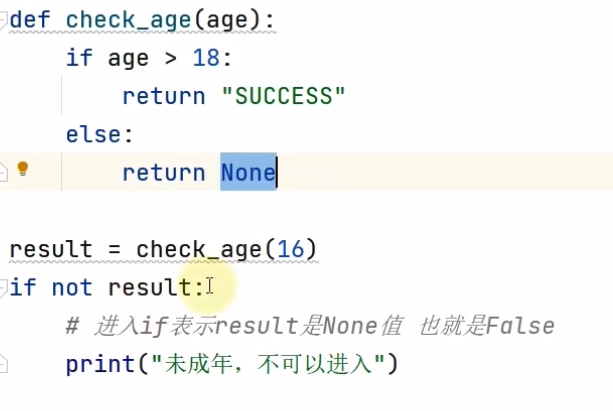 def check_age(age):
    if age > 18:
        return "SUCCESS"
    else:
        return None
result = check_age(16)
if not result:
    # 进入if表示result是None值 也就是False
    print("未成年，不可以进入")